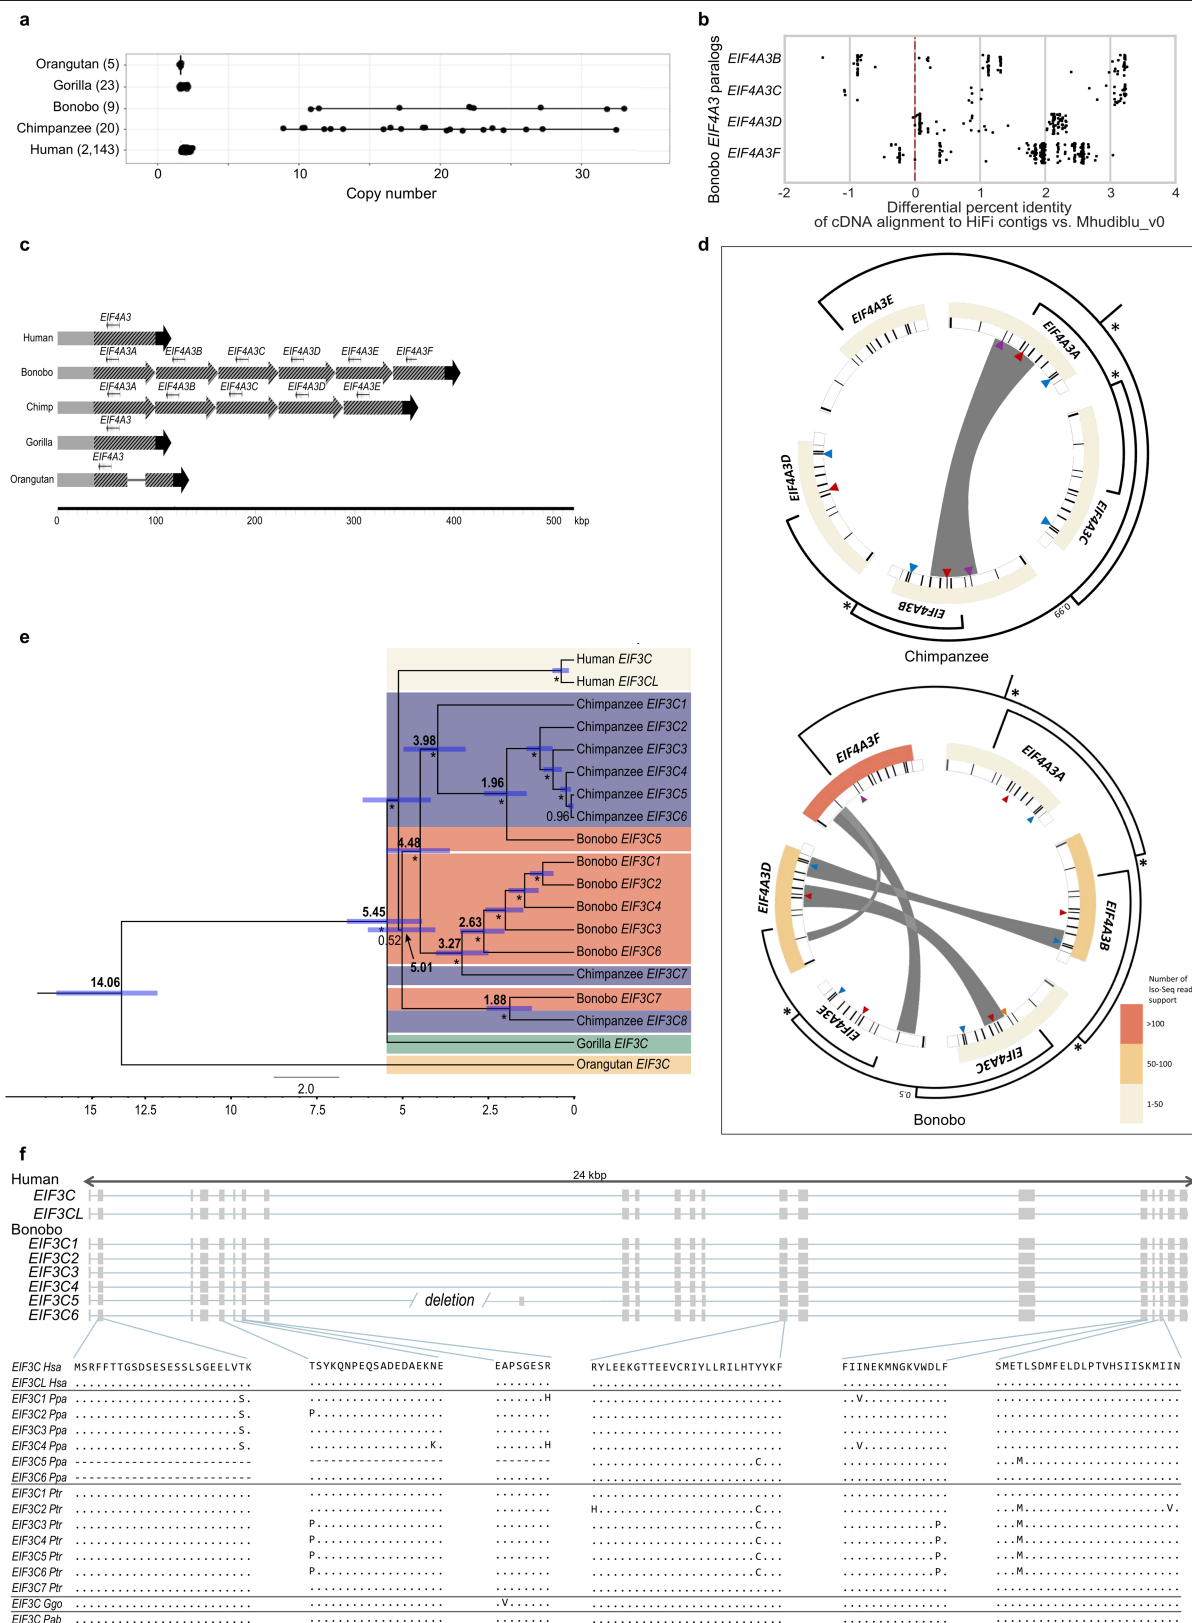 a
Orangutan (5)
Gorilla (23)
Bonobo (9)
Chimpanzee (20)
Human (2,143)
0 10 20 30
Copy number
b
Bonobo EIF4A3 paralogs
EIF4A3B
EIF4A3C
EIF4A3D
EIF4A3F
-2 -1 0 1 2 3 4
Differential percent identity
of cDNA alignment to HiFi contigs vs. Mhudiblu_v0
c
EIF4A3
Human
EIF4A3A EIF4A3B EIF4A3C EIF4A3D EIF4A3E EIF4A3F
Bonobo
EIF4A3A EIF4A3B EIF4A3C EIF4A3D EIF4A3E
Chimp
EIF4A3
Gorilla
EIF4A3
Orangutan
0 100 200 300 400 500 kbp
d
EIF4A3E
EIF4A3A
*
*
EIF4A3D
EIF4A3C
EIF4A3B
*
*
0.99
Chimpanzee
*
EIF4A3F
EIF4A3A
*
EIF4A3D
EIF4A3B
EIF4A3E
EIF4A3C
*
*
0.5
Bonobo
Number of
Iso-Seq read
support
>100
50-100
1-50
e
Human EIF3C
Human EIF3CL
*
Chimpanzee EIF3C1
Chimpanzee EIF3C2
3.98
*
*
Chimpanzee EIF3C3
Chimpanzee EIF3C4
*
1.96
*
*
Chimpanzee EIF3C5
*
0.96
Chimpanzee EIF3C6
Bonobo EIF3C5
4.48
*
Bonobo EIF3C1
*
Bonobo EIF3C2
*
Bonobo EIF3C4
*
5.45
*
0.52
2.63
*
Bonobo EIF3C3
3.27
*
Bonobo EIF3C6
5.01
Chimpanzee EIF3C7
14.06
1.88
*
Bonobo EIF3C7
Chimpanzee EIF3C8
Gorilla EIF3C
Orangutan EIF3C
2.0
15 12.5 10 7.5 5 2.5 0
f
Human
24 kbp
EIF3C
EIF3CL
Bonobo
EIF3C1
EIF3C2
EIF3C3
EIF3C4
EIF3C5 / deletion /
EIF3C6
EIF3C Hsa MSRFFTTGSDSESESSLSGEELVTK TSYKQNPEQSADEDAEKNE EAPSGESR RYLEEKGTTEEVCRIYLLRILHTYYKF FIINEKMNGKVWDLF SMETLSDMFELDLPTVHSIISKMIIN
EIF3CL Hsa
EIF3C1 Ppa S H V
EIF3C2 Ppa P
EIF3C3 Ppa S
EIF3C4 Ppa S K H V
EIF3C5 Ppa C M
EIF3C6 Ppa
EIF3C1 Ptr
EIF3C2 Ptr H C M V
EIF3C3 Ptr P C P M
EIF3C4 Ptr P C P M
EIF3C5 Ptr P C P M
EIF3C6 Ptr P C P M
EIF3C7 Ptr
EIF3C Ggo V
EIF3C Pab